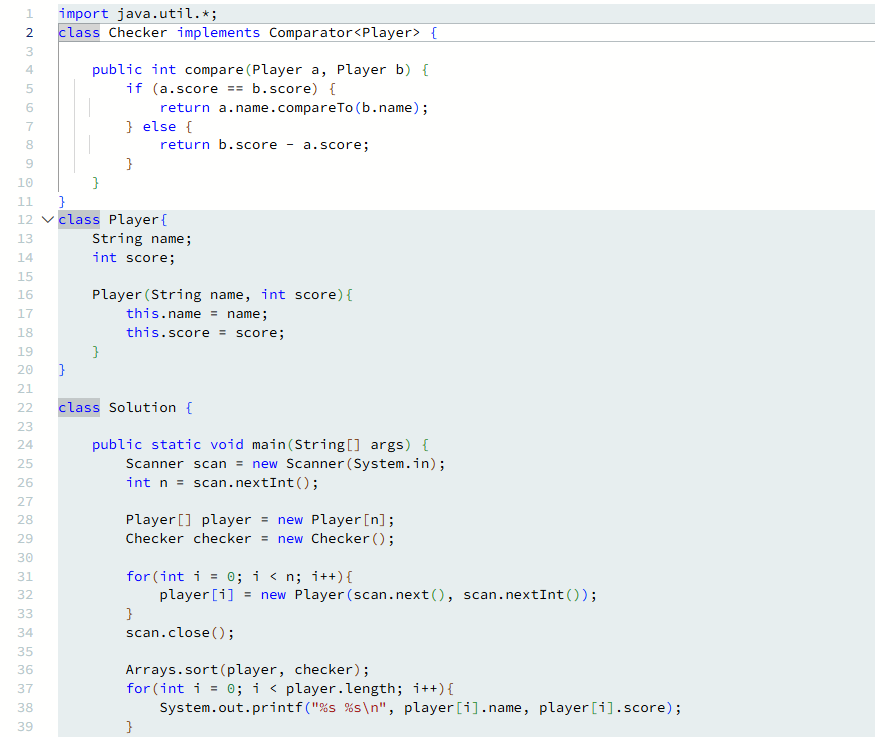 1 import java.util.*;
2 class Checker implements Comparator<Player> {
3
4     public int compare(Player a, Player b) {
5         if (a.score == b.score) {
6             return a.name.compareTo(b.name);
7         } else {
8             return b.score - a.score;
9         }
10     }
11 }
12 class Player{
13     String name;
14     int score;
15
16     Player(String name, int score){
17         this.name = name;
18         this.score = score;
19     }
20 }
21
22 class Solution {
23
24     public static void main(String[] args) {
25         Scanner scan = new Scanner(System.in);
26         int n = scan.nextInt();
27
28         Player[] player = new Player[n];
29         Checker checker = new Checker();
30
31         for(int i = 0; i < n; i++){
32             player[i] = new Player(scan.next(), scan.nextInt());
33         }
34         scan.close();
35
36         Arrays.sort(player, checker);
37         for(int i = 0; i < player.length; i++){
38             System.out.printf("%s %s\n", player[i].name, player[i].score);
39         }